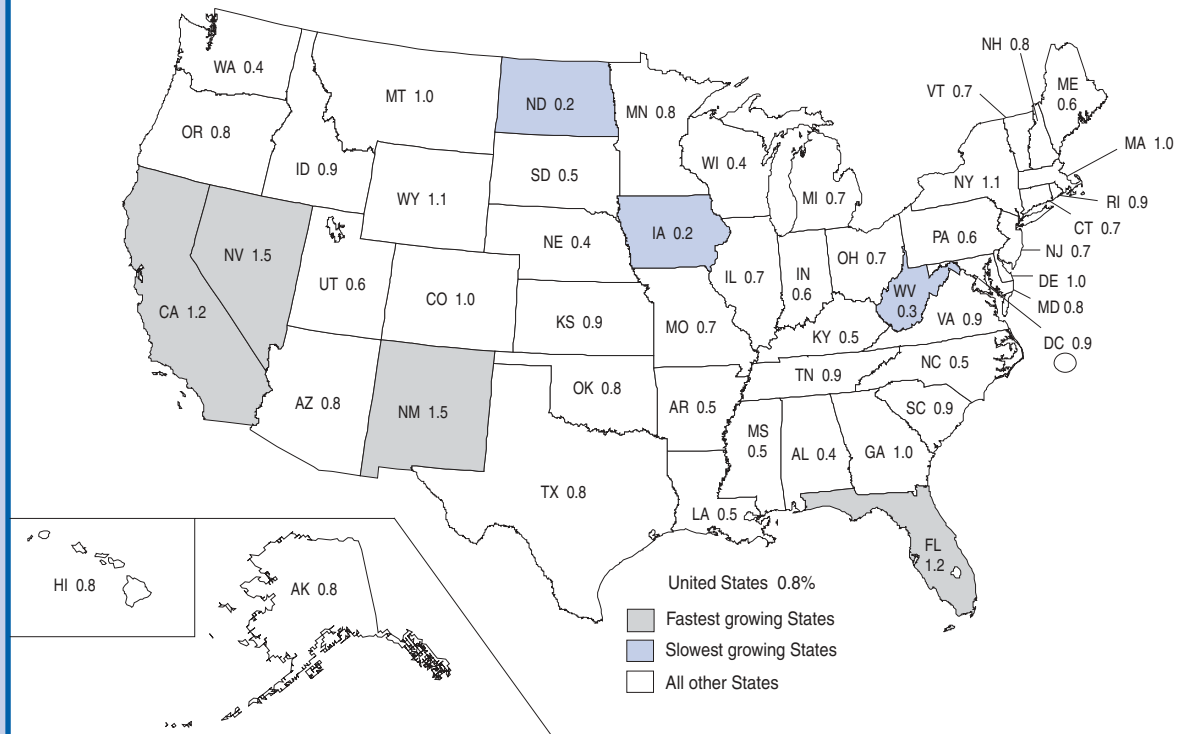 WA 0.4
MT 1.0
ND 0.2
MN 0.8
NH 0.8
VT 0.7
ME
0.6
OR 0.8
ID 0.9
SD 0.5
WI 0.4
MI 0.7
NY 1.1
MA 1.0
RI 0.9
CT 0.7
WY 1.1
NE 0.4
IA 0.2
PA 0.6
NJ 0.7
NV 1.5
UT 0.6
CO 1.0
IL 0.7
IN
0.6
OH 0.7
DE 1.0
MD 0.8
CA 1.2
KS 0.9
MO 0.7
WV
0.3
VA 0.9
KY 0.5
DC 0.9
TN 0.9
NC 0.5
AZ 0.8
NM 1.5
OK 0.8
AR 0.5
SC 0.9
MS
0.5
AL 0.4
GA 1.0
TX 0.8
LA 0.5
FL
1.2
HI 0.8
AK 0.8
United States 0.8%
Fastest growing States
Slowest growing States
All other States